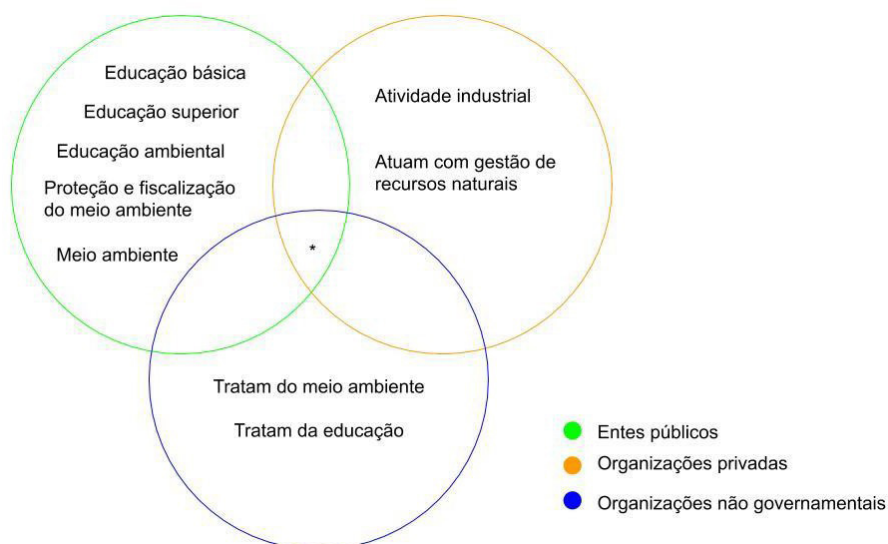 Educação básica
Educação superior
Educação ambiental
Proteção e fiscalização
do meio ambiente
Meio ambiente
Atividade industrial
Atuam com gestão de
recursos naturais
*
Tratam do meio ambiente
Tratam da educação
Entes públicos
Organizações privadas
Organizações não governamentais